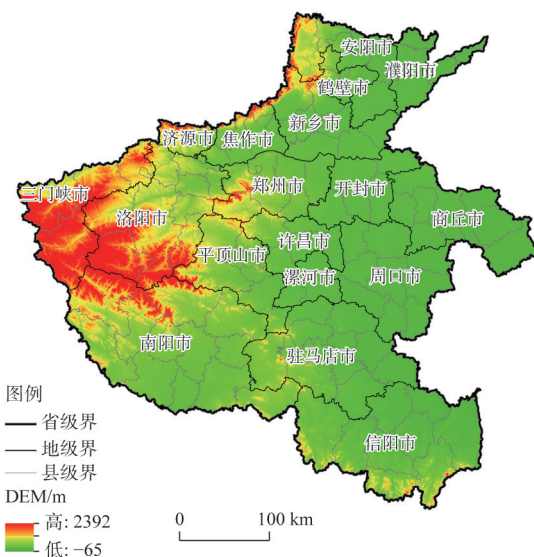 安阳市
濮阳市
鹤壁市
新乡市
济源市
焦作市
三门峡市
洛阳市
郑州市
开封市
商丘市
平顶山市
许昌市
漯河市
周口市
南阳市
驻马店市
信阳市
图例
省级界
地级界
县级界
DEM/m
高: 2392
低: −65
0 100 km